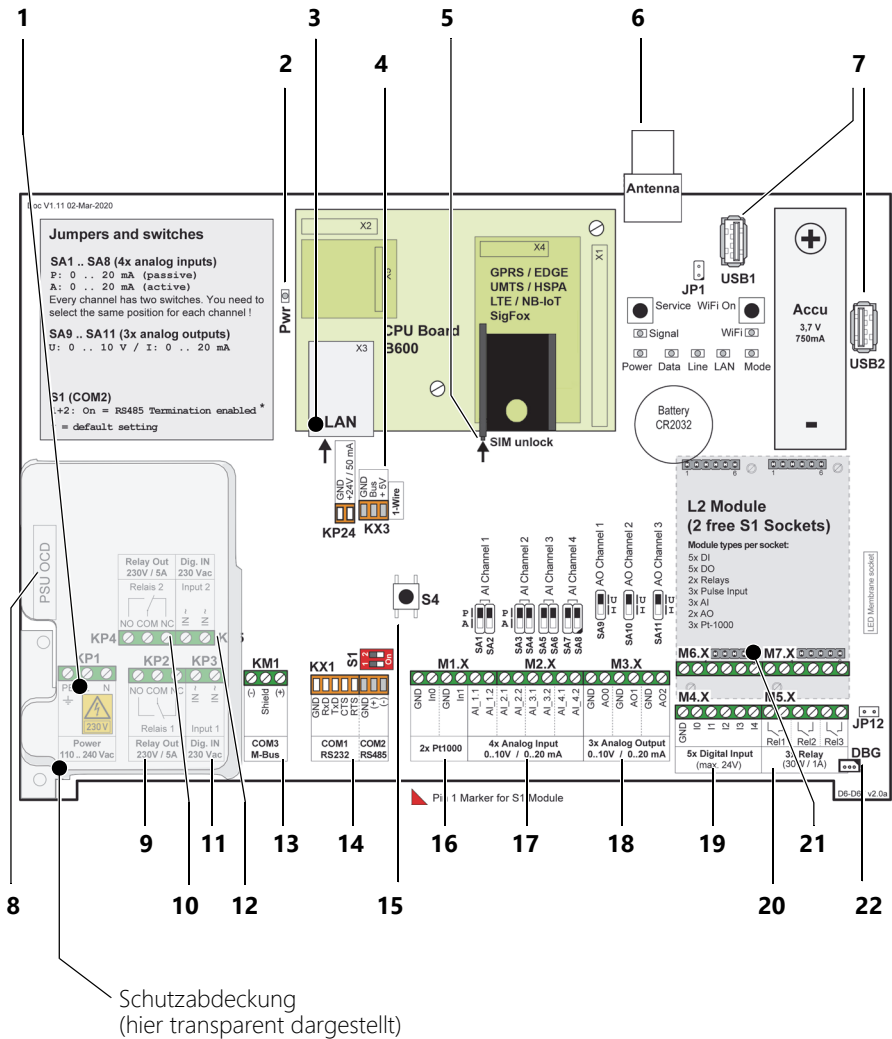 1
2
3
4
5
6
7
Antenna
Doc V1.11 02-Mar-2020
Jumpers and switches
SA1 .. SA8 (4x analog inputs)
P: 0 .. 20 mA (passive)
A: 0 .. 20 mA (active)
Every channel has two switches. You need to
select the same position for each channel !
SA9 .. SA11 (3x analog outputs)
U: 0 .. 10 V / I: 0 .. 20 mA
S1 (COM2)
1+2: On = RS485 Termination enabled *
= default setting
Pwr
X2
X3
LAN
CPU Board
B600
X4
X1
GPRS / EDGE
UMTS / HSPA
LTE / NB-IoT
SigFox
SIM unlock
JP1
USB1
Service
WiFi On
Signal
WiFi
Power Data Line LAN Mode
Battery
CR2032
Accu
3,7 V
750mA
USB2
GND
+24V / 50 mA
KP24
GND
Bus
+ 5V
1-Wire
KX3
1 6
1 6
L2 Module
(2 free S1 Sockets)
Module types per socket:
5x DI
5x DO
2x Relays
3x Pulse Input
3x AI
2x AO
3x Pt-1000
LED Membrane socket
PSU OCD
Relay Out
230V / 5A
Dig. IN
230 Vac
Relais 2
Input 2
NO COM NC
N
~
N
~
KP4
S4
AI Channel 1
AI Channel 2
AI Channel 3
AI Channel 4
AO Channel 1
AO Channel 2
AO Channel 3
P
A
P
A
U
I
U
I
U
I
SA1
SA2
SA3
SA4
SA5
SA6
SA7
SA8
SA9
SA10
SA11
KP1
KP2
KP3
KM1
KX1
S1
1 2
On
M1.X
M2.X
M3.X
M6.X
M7.X
M4.X
M5.X
PE
N
230 V
Power
110 .. 240 Vac
NO COM NC
N
~
N
~
Relais 1
Input 1
Relay Out
230V / 5A
Dig. IN
230 Vac
(-)
Shield
(+)
COM3
M-Bus
GND
RxD
TxD
CTS
RTS
GND
(+)
(-)
COM1
RS232
COM2
RS485
GND
In0
GND
In1
2x Pt1000
AI_1.1
AI_1.2
AI_2.1
AI_2.2
AI_3.1
AI_3.2
AI_4.1
AI_4.2
4x Analog Input
0..10V / 0..20 mA
GND
AO0
GND
AO1
GND
AO2
3x Analog Output
0..10V / 0..20 mA
GND
I0
I1
I2
I3
I4
5x Digital Input
(max. 24V)
Rel1
Rel2
Rel3
3x Relay
(30V / 1A)
JP12
DBG
v2.0a
Pin 1 Marker for S1 Module
8
9
10
11
12
13
14
15
16
17
18
19
20
21
22
Schutzabdeckung
(hier transparent dargestellt)